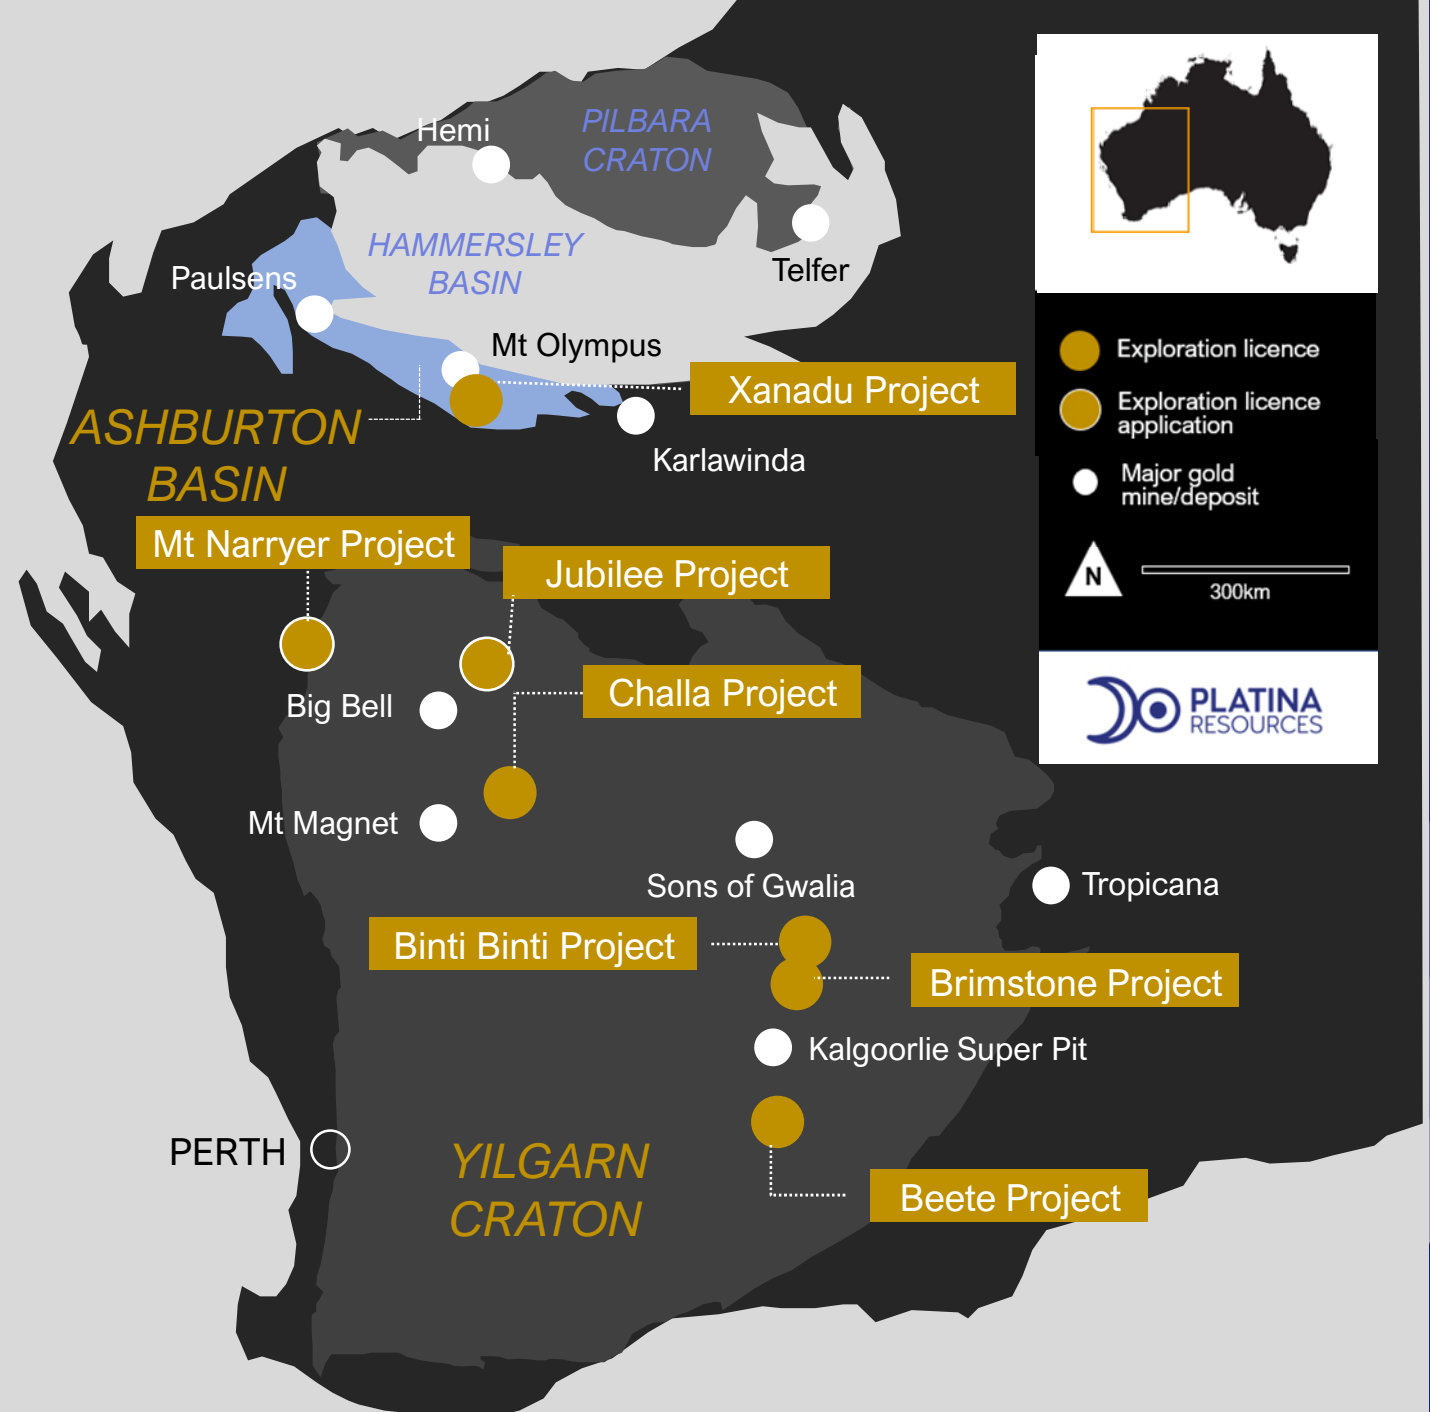 Hemi
PILBARA
CRATON
HAMMERSLEY
BASIN
Telfer
Paulsens
Mt Olympus
Xanadu Project
ASHBURTON
BASIN
Karlawinda
Mt Narryer Project
Jubilee Project
Challa Project
Big Bell
Mt Magnet
Sons of Gwalia
Tropicana
Binti Binti Project
Brimstone Project
Kalgoorlie Super Pit
PERTH
YILGARN
CRATON
Beete Project
Exploration licence
Exploration licence
application
Major gold
mine/deposit
N
300km
PLATINA
RESOURCES